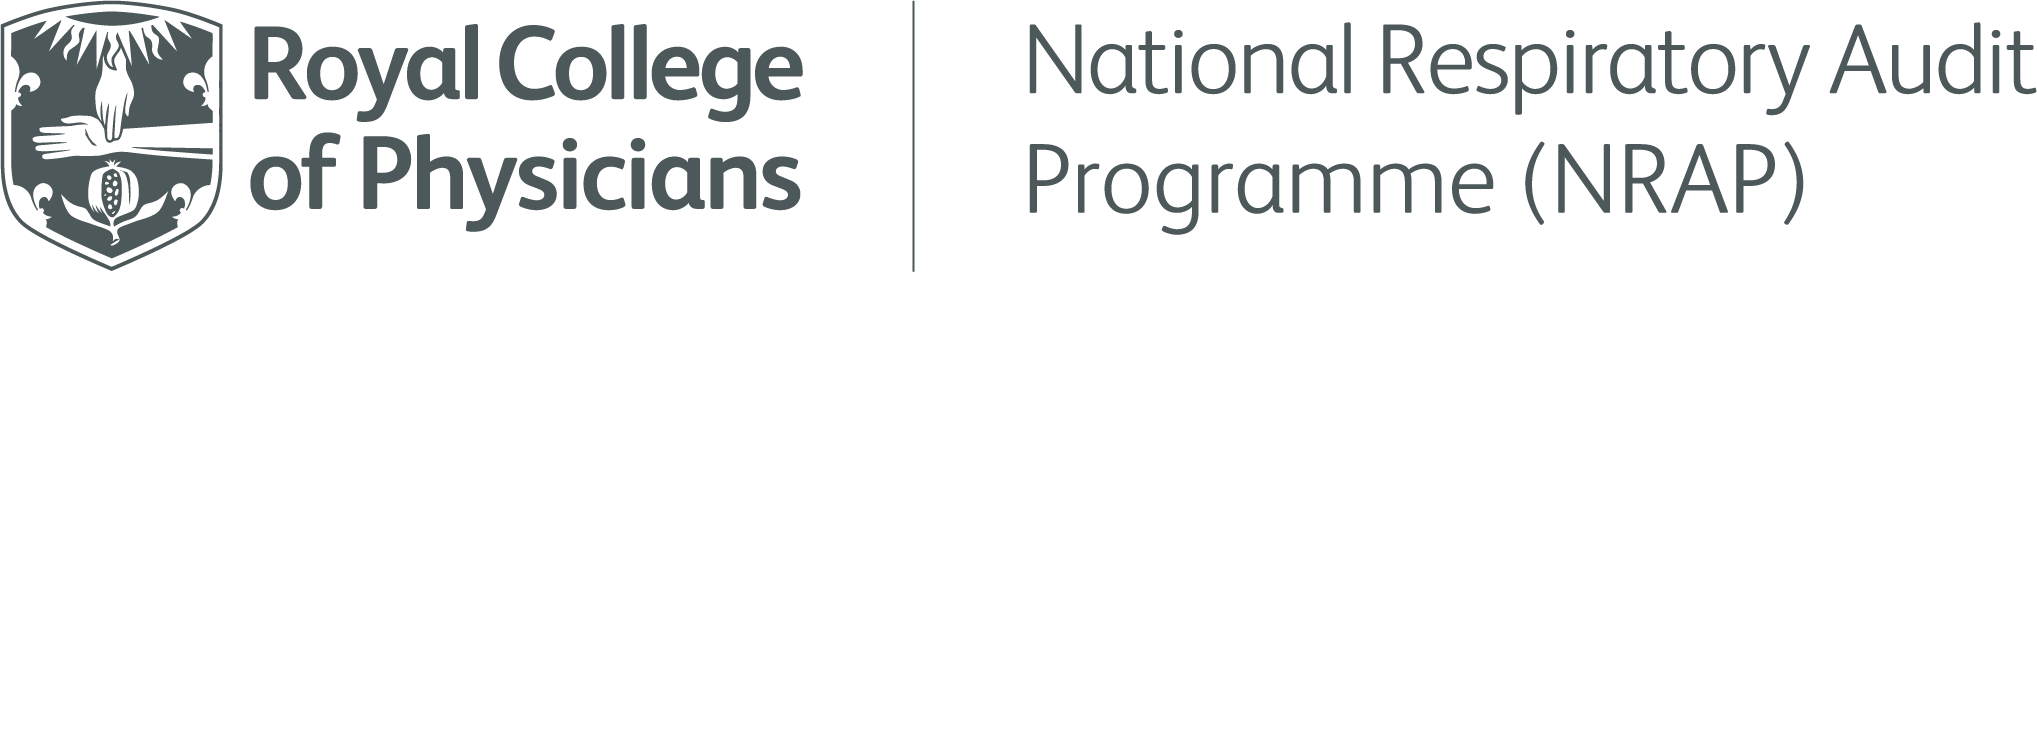 Royal College
of Physicians
National Respiratory Audit
Programme (NRAP)